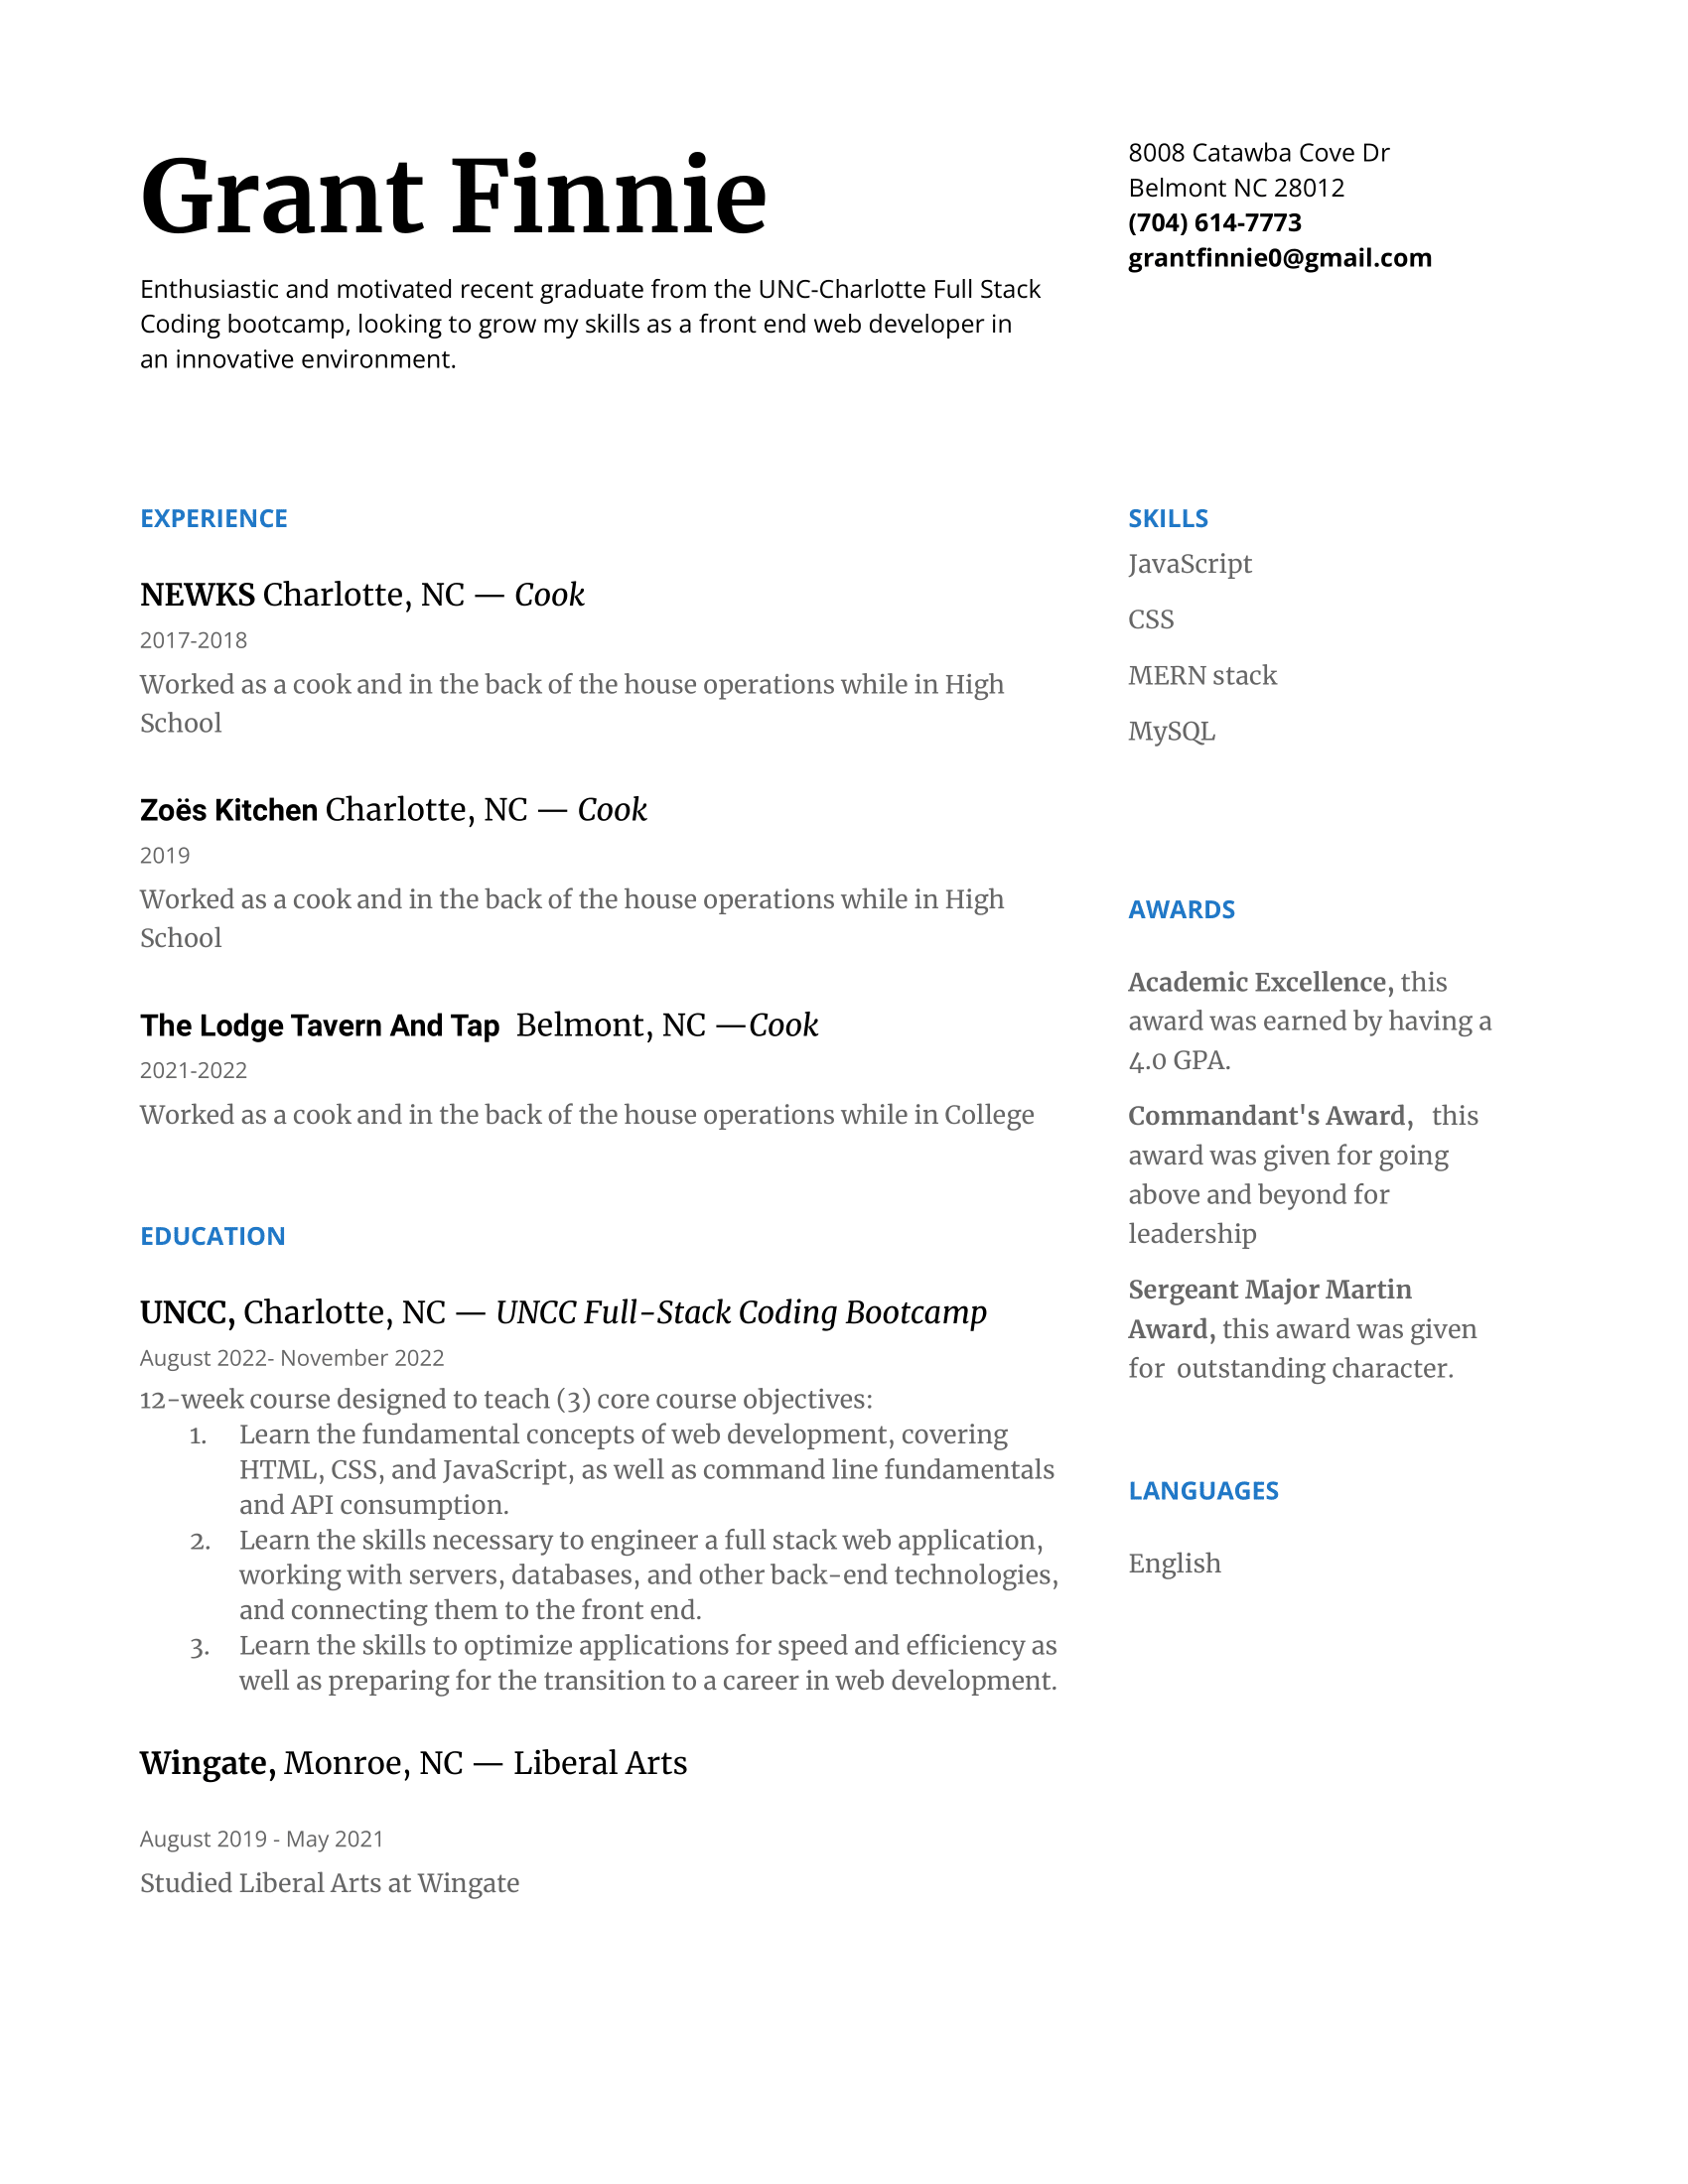 Grant Finnie
Enthusiastic and motivated recent graduate from the UNC-Charlotte Full Stack
Coding bootcamp, looking to grow my skills as a front end web developer in
an innovative environment.
8008 Catawba Cove Dr
Belmont NC 28012
(704) 614-7773
grantfinnie0@gmail.com
EXPERIENCE
NEWKS Charlotte, NC — Cook
2017-2018
Worked as a cook and in the back of the house operations while in High
School
Zoës Kitchen Charlotte, NC — Cook
2019
Worked as a cook and in the back of the house operations while in High
School
The Lodge Tavern And Tap  Belmont, NC —Cook
2021-2022
Worked as a cook and in the back of the house operations while in College
EDUCATION
UNCC, Charlotte, NC — UNCC Full-Stack Coding Bootcamp
August 2022- November 2022
12-week course designed to teach (3) core course objectives:
1. Learn the fundamental concepts of web development, covering
HTML, CSS, and JavaScript, as well as command line fundamentals
and API consumption.
2. Learn the skills necessary to engineer a full stack web application,
working with servers, databases, and other back-end technologies,
and connecting them to the front end.
3. Learn the skills to optimize applications for speed and efficiency as
well as preparing for the transition to a career in web development.
Wingate, Monroe, NC — Liberal Arts
August 2019 - May 2021
Studied Liberal Arts at Wingate
SKILLS
JavaScript
CSS
MERN stack
MySQL
AWARDS
Academic Excellence, this
award was earned by having a
4.0 GPA.
Commandant's Award,  this
award was given for going
above and beyond for
leadership
Sergeant Major Martin
Award, this award was given
for  outstanding character.
LANGUAGES
English